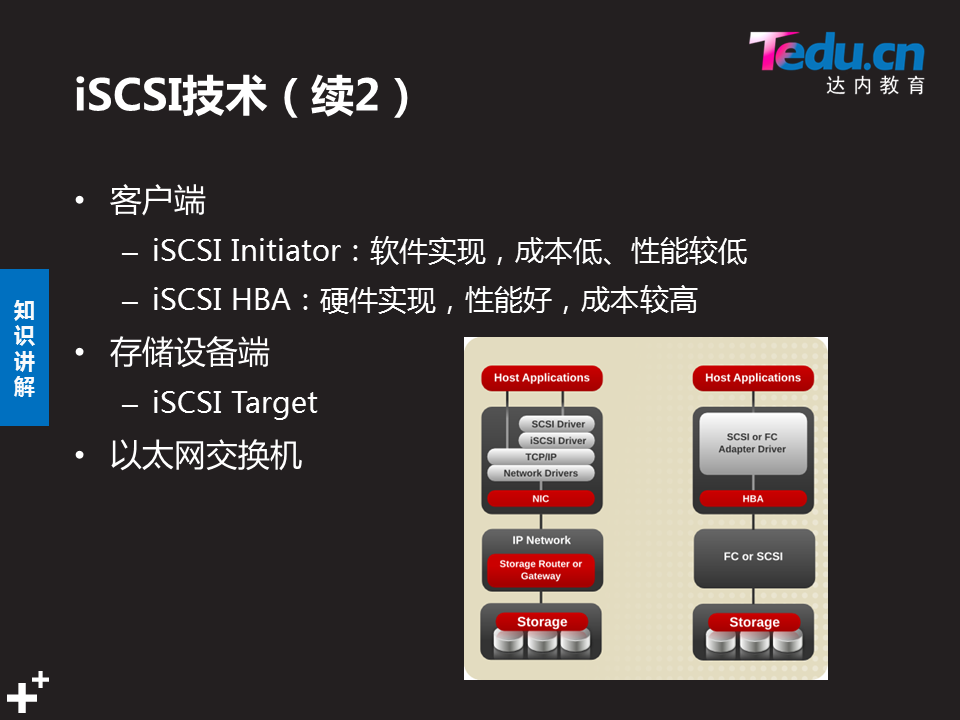 Tedu.cn
达内教育
iSCSI技术（续2）
• 客户端
– iSCSI Initiator：软件实现，成本低、性能较低
– iSCSI HBA：硬件实现，性能好，成本较高
• 存储设备端
– iSCSI Target
• 以太网交换机
知
识
讲
解
Host Applications
SCSI Driver
iSCSI Driver
TCP/IP
Network Drivers
NIC
IP Network
Storage Router or
Gateway
Storage
Host Applications
SCSI or FC
Adapter Driver
HBA
FC or SCSI
Storage